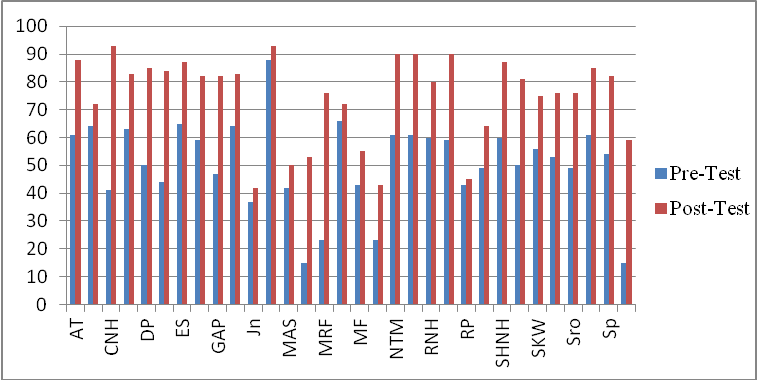 100
90
80
70
60
50
40
30
20
10
0
AT
CNH
DP
ES
GAP
Jn
MAS
MRF
MF
NTM
RNH
RP
SHNH
SKW
Sro
Sp
Pre-Test
Post-Test